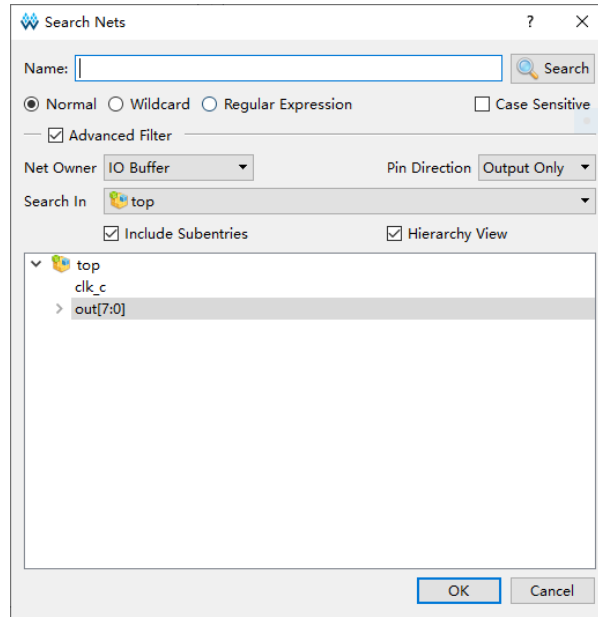 Search Nets ?
Name: Search
Normal Wildcard Regular Expression Case Sensitive
Advanced Filter
Net Owner IO Buffer Pin Direction Output Only
Search In top
Include Subentries Hierarchy View
top
clk_c
out[7:0]
OK Cancel